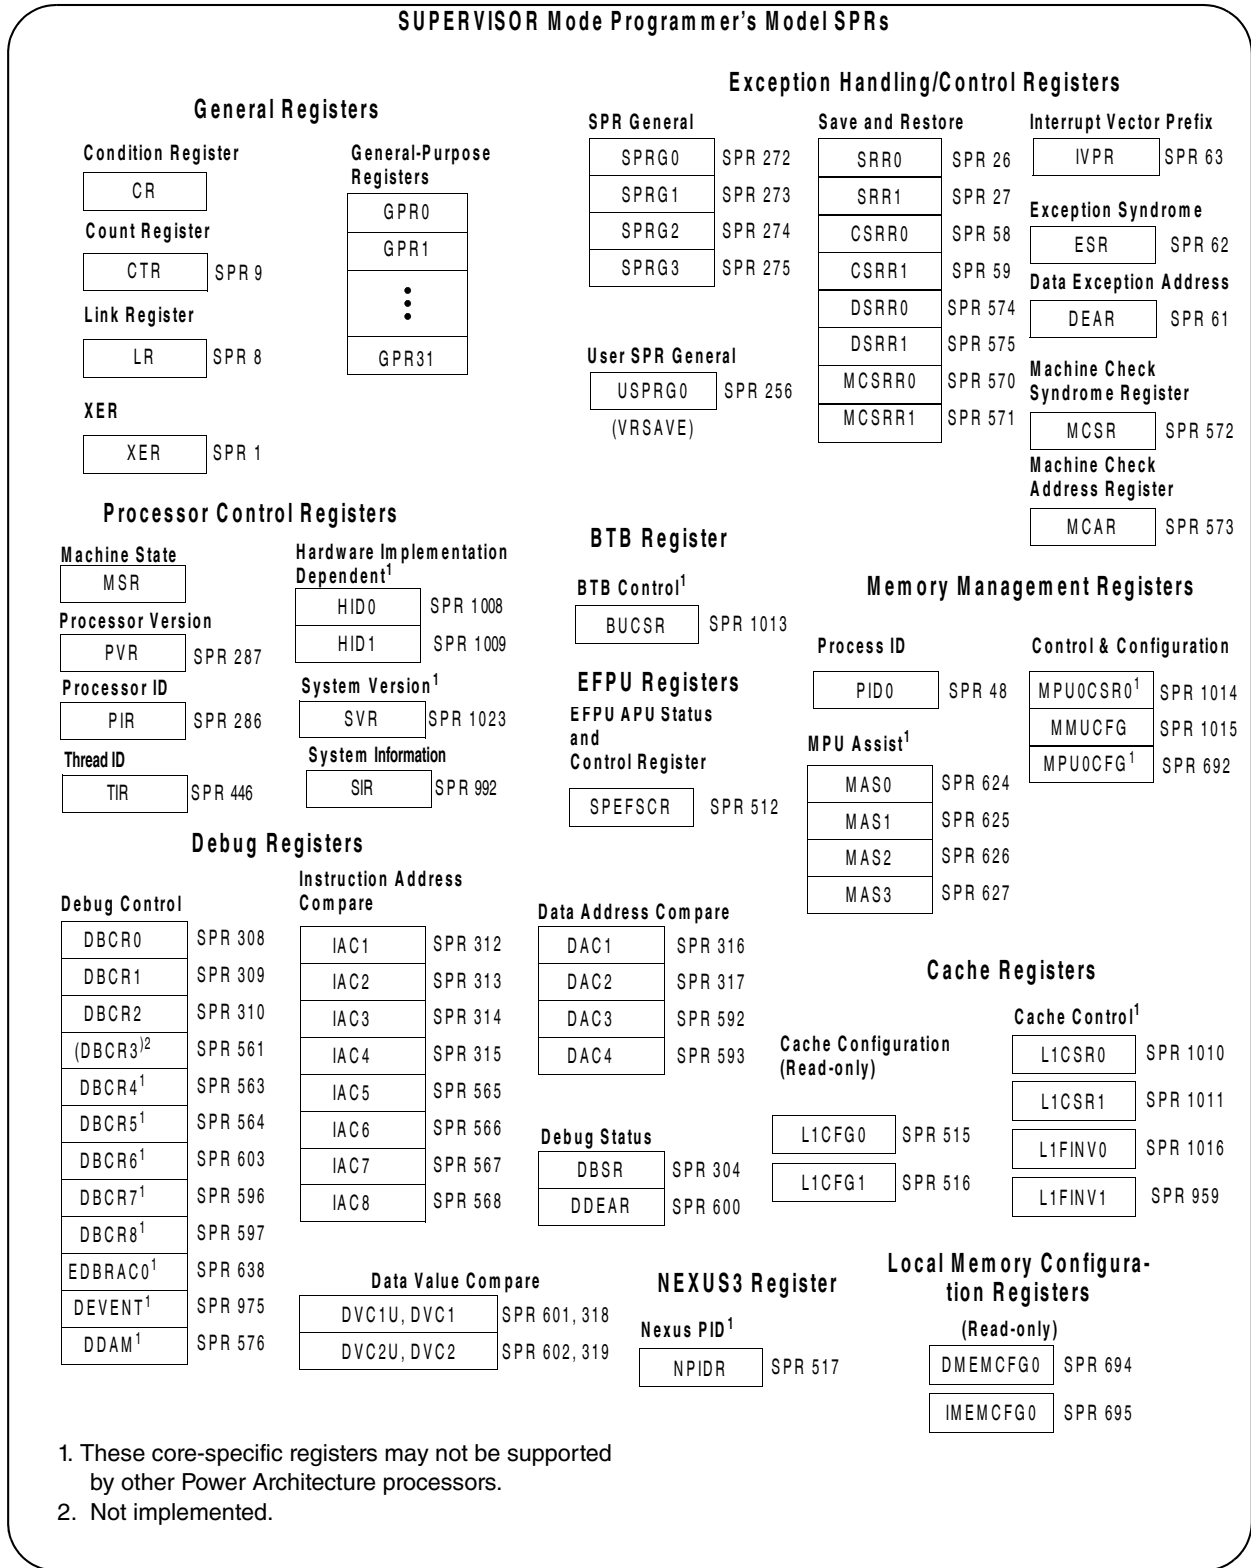 SUPERVISOR Mode Programmer's Model SPRs
General Registers
Condition Register
CR
Count Register
CTR SPR 9
Link Register
LR SPR 8
XER
XER SPR 1
General-Purpose
Registers
GPR0
GPR1
GPR31
Exception Handling/Control Registers
SPR General
SPRG0 SPR 272
SPRG1 SPR 273
SPRG2 SPR 274
SPRG3 SPR 275
User SPR General
USPRG0 SPR 256
(VRSAVE)
Save and Restore
SRR0 SPR 26
SRR1 SPR 27
CSRR0 SPR 58
CSRR1 SPR 59
DSRR0 SPR 574
DSRR1 SPR 575
MCSRR0 SPR 570
MCSRR1 SPR 571
Interrupt Vector Prefix
IVPR SPR 63
Exception Syndrome
ESR SPR 62
Data Exception Address
DEAR SPR 61
Machine Check
Syndrome Register
MCSR SPR 572
Machine Check
Address Register
MCAR SPR 573
Processor Control Registers
Machine State
MSR
Processor Version
PVR SPR 287
Processor ID
PIR SPR 286
Thread ID
TIR SPR 446
Hardware Implementation
Dependent1
HID0 SPR 1008
HID1 SPR 1009
System Version1
SVR SPR 1023
System Information
SIR SPR 992
BTB Register
BTB Control1
BUCSR SPR 1013
EFPU Registers
EFPU APU Status
and
Control Register
SPEFSCR SPR 512
Memory Management Registers
Process ID
PID0 SPR 48
MPU Assist1
MAS0 SPR 624
MAS1 SPR 625
MAS2 SPR 626
MAS3 SPR 627
Control & Configuration
MPU0CSR01 SPR 1014
MMUCFG SPR 1015
MPU0CFG1 SPR 692
Debug Registers
Debug Control
DBCR0 SPR 308
DBCR1 SPR 309
DBCR2 SPR 310
(DBCR3)2 SPR 561
DBCR41 SPR 563
DBCR51 SPR 564
DBCR61 SPR 603
DBCR71 SPR 596
DBCR81 SPR 597
EDBRAC01 SPR 638
DEVENT1 SPR 975
DDAM1 SPR 576
Instruction Address
Compare
IAC1 SPR 312
IAC2 SPR 313
IAC3 SPR 314
IAC4 SPR 315
IAC5 SPR 565
IAC6 SPR 566
IAC7 SPR 567
IAC8 SPR 568
Data Address Compare
DAC1 SPR 316
DAC2 SPR 317
DAC3 SPR 592
DAC4 SPR 593
Debug Status
DBSR SPR 304
DDEAR SPR 600
Data Value Compare
DVC1U, DVC1 SPR 601, 318
DVC2U, DVC2 SPR 602, 319
Cache Registers
Cache Configuration
(Read-only)
L1CFG0 SPR 515
L1CFG1 SPR 516
Cache Control1
L1CSR0 SPR 1010
L1CSR1 SPR 1011
L1FINV0 SPR 1016
L1FINV1 SPR 959
NEXUS3 Register
Nexus PID1
NPIDR SPR 517
Local Memory Configura-
tion Registers
(Read-only)
DMEMCFG0 SPR 694
IMEMCFG0 SPR 695
1. These core-specific registers may not be supported
by other Power Architecture processors.
2. Not implemented.